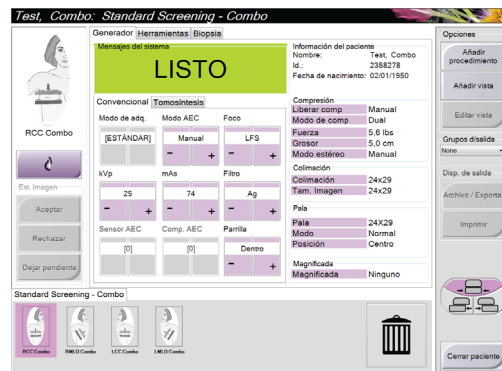 Test, Combo: Standard Screening - Combo
RCC Combo
Est. Imagen
Aceptar
Rechazar
Dejar pendiente
Generador Herramientas Biopsia
Mensajes del sistema
LISTO
Convencional Tomosíntesis
Modo de adq. Modo AEC Foco
[ESTÁNDAR] Manual LFS
- + - +
kVp mAs Filtro
25 74 Ag
- + - + - +
Sensor AEC Comp. AEC Parrilla
[0] [0] Dentro
- +
Información del paciente
Nombre: Test, Combo
Id.: 2358278
Fecha de nacimiento: 02/01/1950
Compresión
Liberar comp Manual
Modo de comp Dual
Fuerza 5,6 lbs
Grosor 5,0 cm
Modo estéreo Manual
Colimación
Colimación 24x29
Tam. Imagen 24x29
Pala
Pala 24X29
Modo Normal
Posición Centro
Magnificada
Magnificada Ninguno
Opciones
Añadir
procedimiento
Añadir vista
Editar vista
Grupos d/salida
None
Disp. de salida
Archivo / Exporta
Imprimir
Cerrar paciente
Standard Screening - Combo
RCC Combo RMLO Combo LCC Combo LMLO Combo